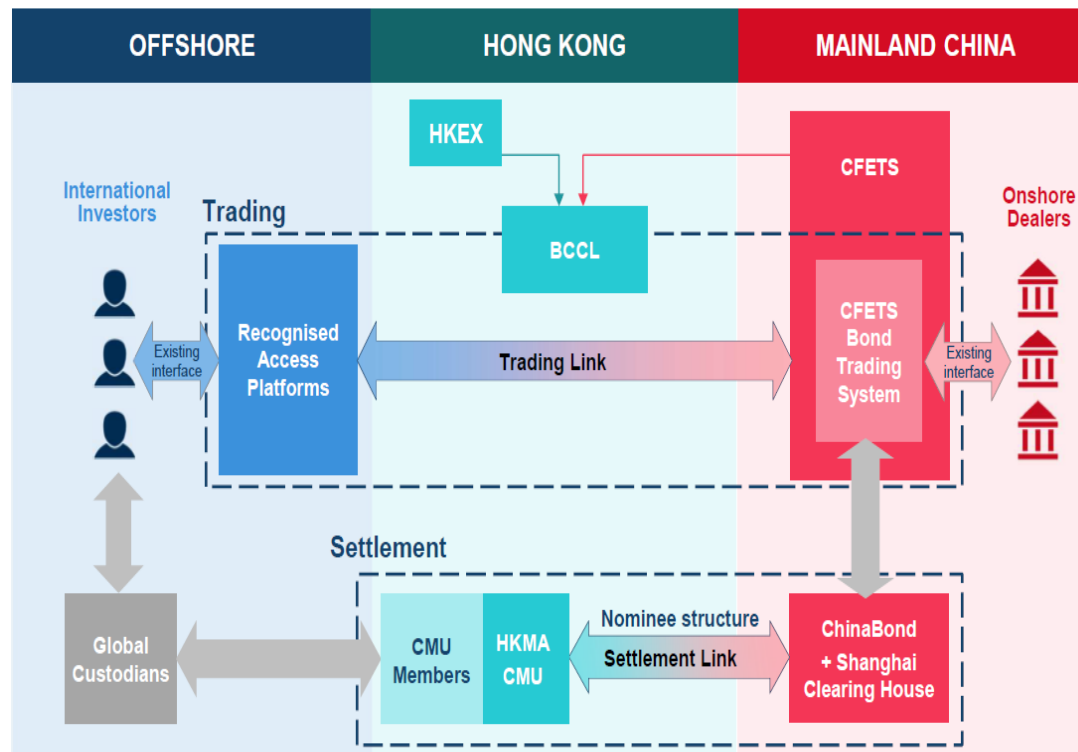 OFFSHORE
HONG KONG
MAINLAND CHINA
HKEX
CFETS
International
Investors
Trading
Onshore
Dealers
BCCL
Existing
interface
Recognised
Access
Platforms
Trading Link
CFETS
Bond
Trading
System
Existing
interface
Settlement
Global
Custodians
CMU
Members
HKMA
CMU
Nominee structure
Settlement Link
ChinaBond
+ Shanghai
Clearing House